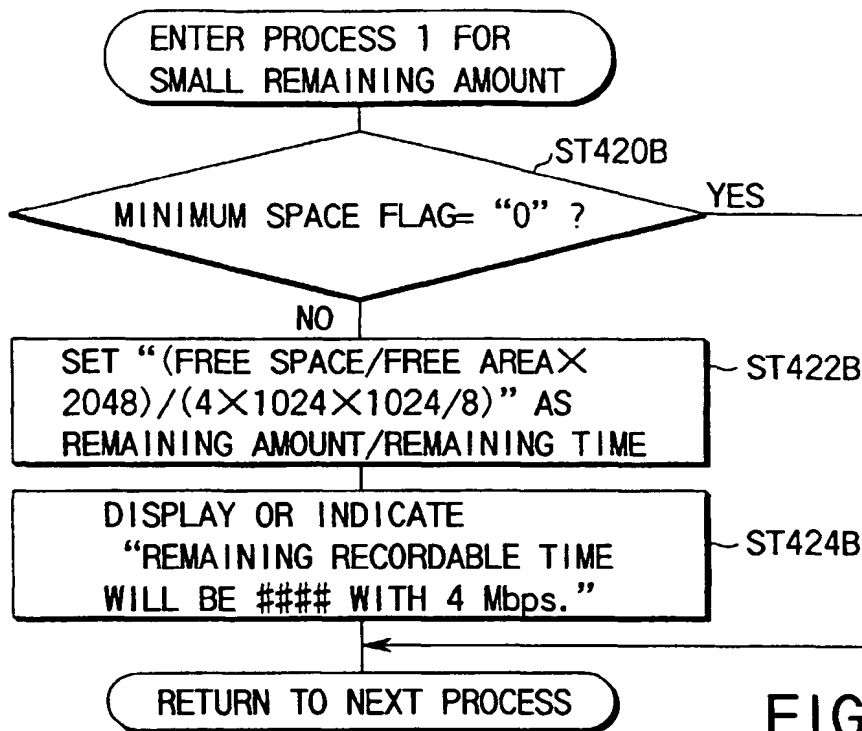 ENTER PROCESS 1 FOR
SMALL REMAINING AMOUNT
ST420B
MINIMUM SPACE FLAG= “0” ?
YES
NO
SET “(FREE SPACE/FREE AREA×
2048)/(4×1024×1024/8)” AS
REMAINING AMOUNT/REMAINING TIME
ST422B
DISPLAY OR INDICATE
“REMAINING RECORDABLE TIME
WILL BE #### WITH 4 Mbps.”
ST424B
RETURN TO NEXT PROCESS
FIG